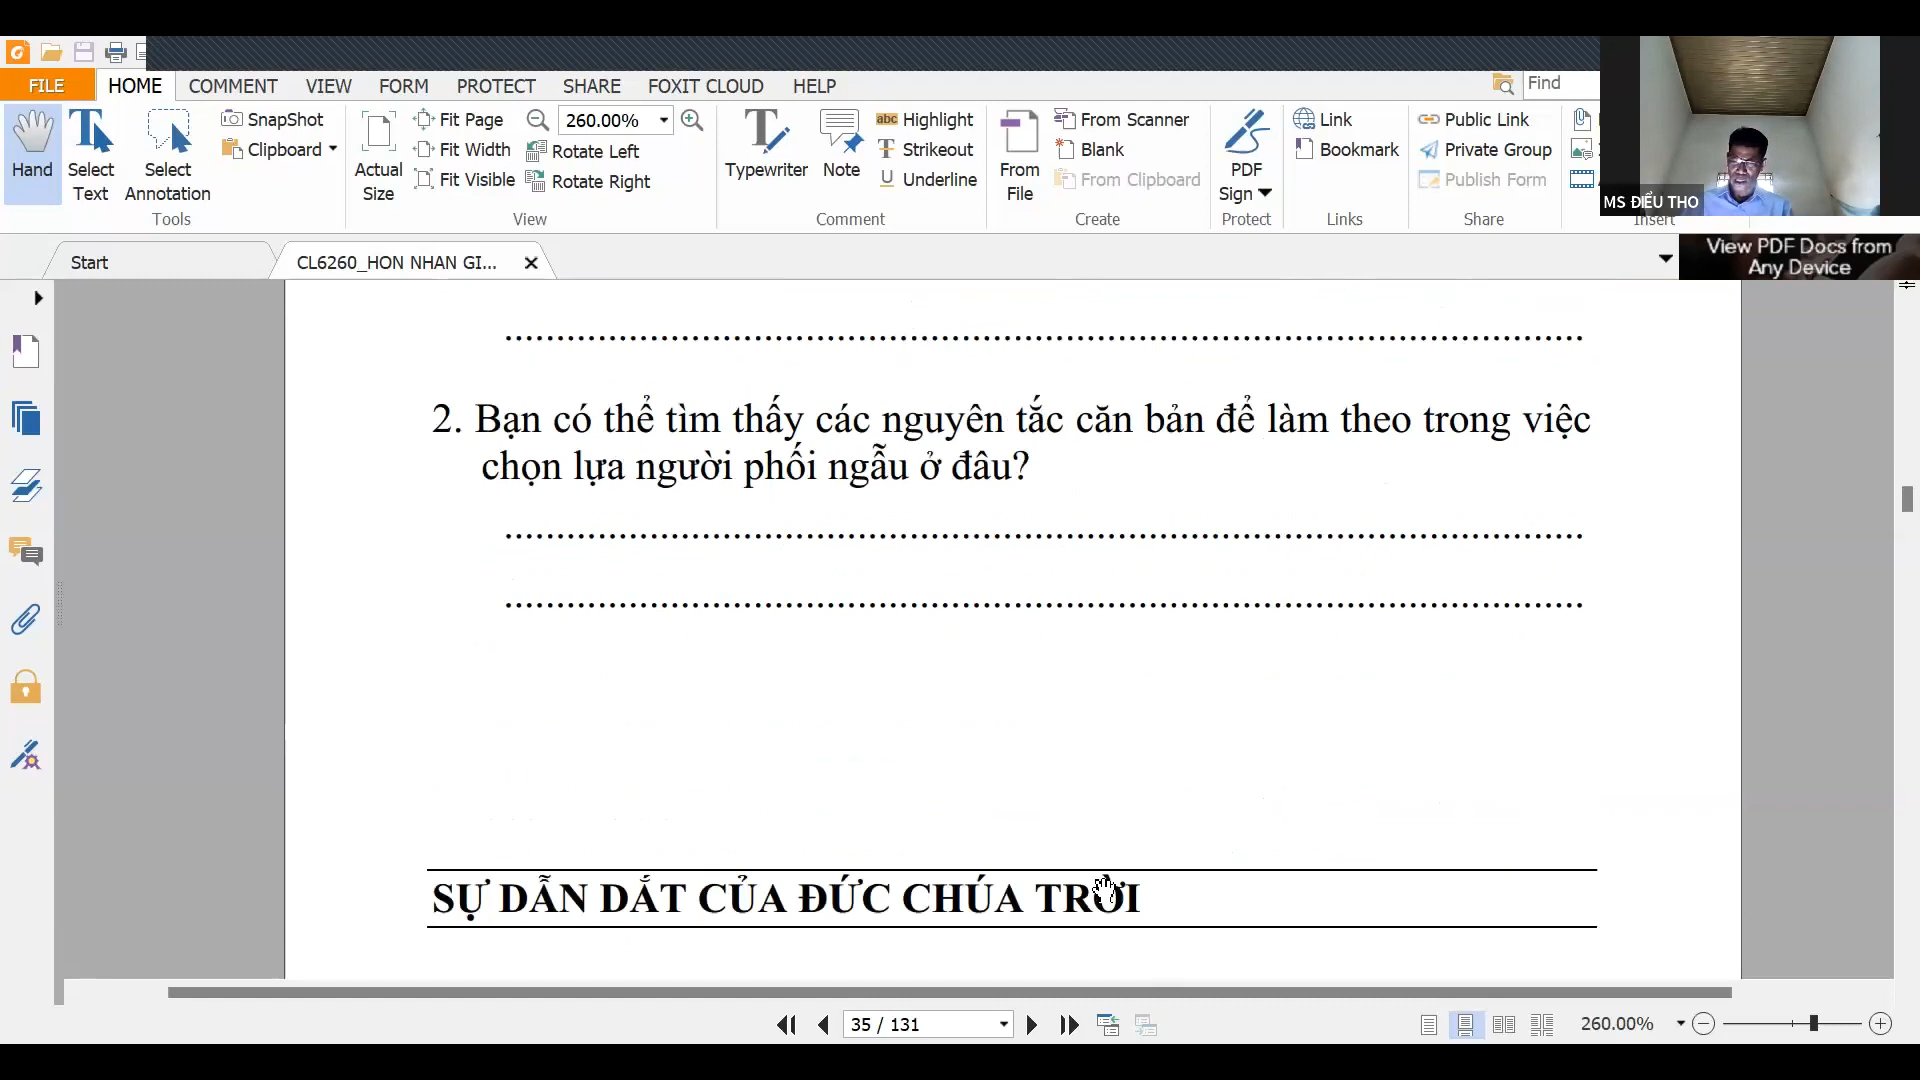 FILE HOME COMMENT VIEW FORM PROTECT SHARE FOXIT CLOUD HELP
Find
Hand
Select Text
Select Annotation
SnapShot
Clipboard
Tools
Actual Size
Fit Page
Fit Width
Fit Visible
260.00%
Rotate Left
Rotate Right
View
Typewriter
Note
Highlight
Strikeout
Underline
Comment
From File
From Scanner
Blank
From Clipboard
Create
PDF Sign
Protect
Link
Bookmark
Links
Public Link
Private Group
Publish Form
Share
Insert
MS ĐIỂU THO
Start
CL6260_HON NHAN GI...
View PDF Docs from
Any Device
..........................................................................................................
2. Bạn có thể tìm thấy các nguyên tắc căn bản để làm theo trong việc
chọn lựa người phối ngẫu ở đâu?
..........................................................................................................
..........................................................................................................
SỰ DẪN DẮT CỦA ĐỨC CHÚA TRỜI
35 / 131
260.00%